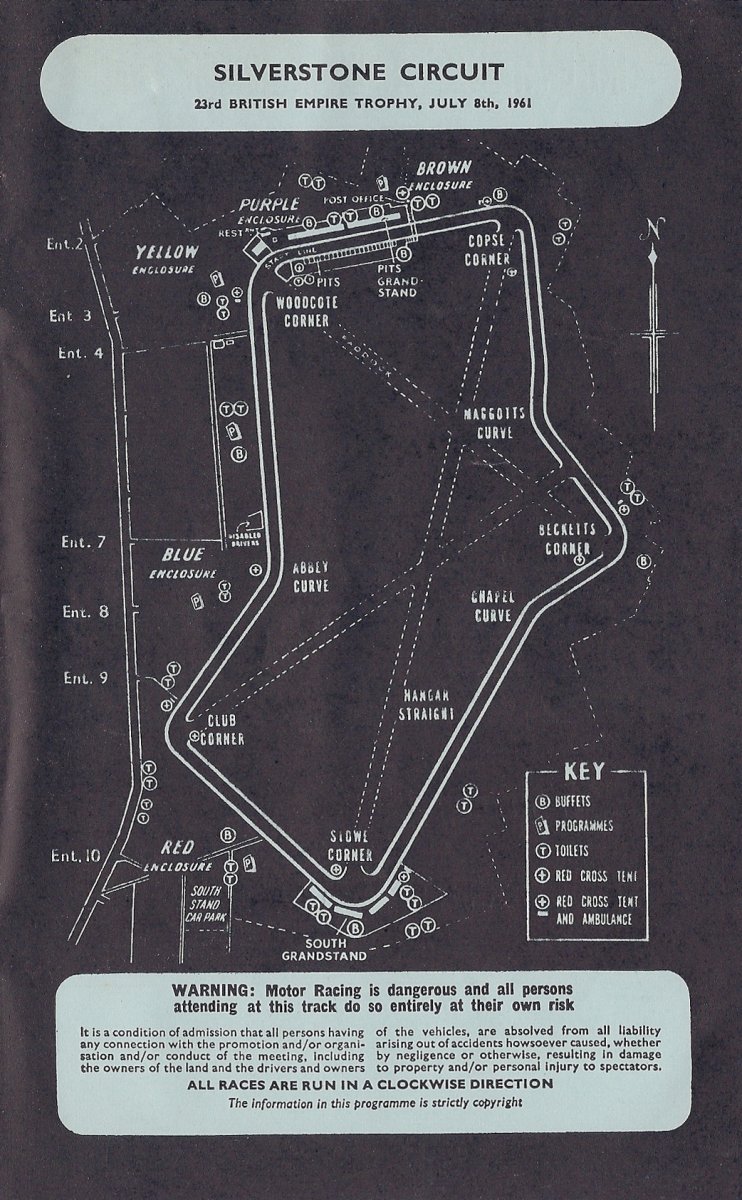 SILVERSTONE CIRCUIT
23rd BRITISH EMPIRE TROPHY, JULY 8th, 1961
BROWN
ENCLOSURE
POST OFFICE
PURPLE
ENCLOSURE
REST
START LINE
YELLOW
ENCLOSURE
Ent.2
Ent 3
Ent. 4
Ent. 7
Ent. 8
Ent. 9
Ent. 10
N
COPSE
CORNER
PITS
PITS
GRAND-
STAND
WOODCOTE
CORNER
PADDOCK
MAGGOTTS
CURVE
BECKETTS
CORNER
DISABLED
DRIVERS
BLUE
ENCLOSURE
ABBEY
CURVE
CHAPEL
CURVE
HANGAR
STRAIGHT
CLUB
CORNER
STOWE
CORNER
RED
ENCLOSURE
SOUTH
STAND
CAR PARK
SOUTH
GRANDSTAND
KEY
B BUFFETS
P PROGRAMMES
T TOILETS
RED CROSS TENT
RED CROSS TENT
AND AMBULANCE
WARNING: Motor Racing is dangerous and all persons
attending at this track do so entirely at their own risk
It is a condition of admission that all persons having
any connection with the promotion and/or organi-
sation and/or conduct of the meeting, including
the owners of the land and the drivers and owners
of the vehicles, are absolved from all liability
arising out of accidents howsoever caused, whether
by negligence or otherwise, resulting in damage
to property and/or personal injury to spectators.
ALL RACES ARE RUN IN A CLOCKWISE DIRECTION
The information in this programme is strictly copyright